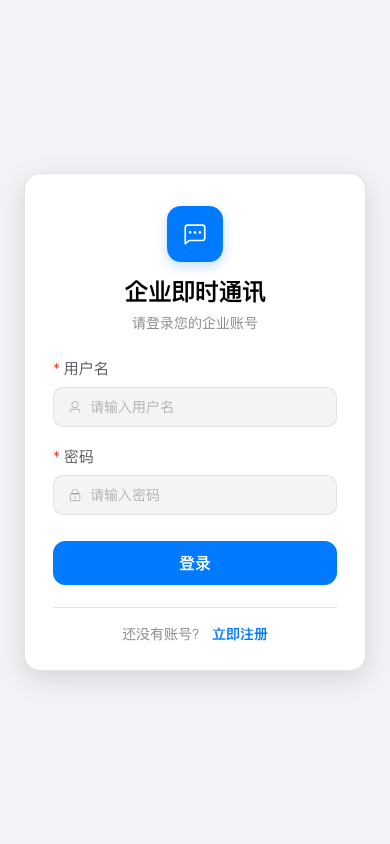 企业即时通讯
请登录您的企业账号
* 用户名
请输入用户名
* 密码
请输入密码
登录
还没有账号? 立即注册